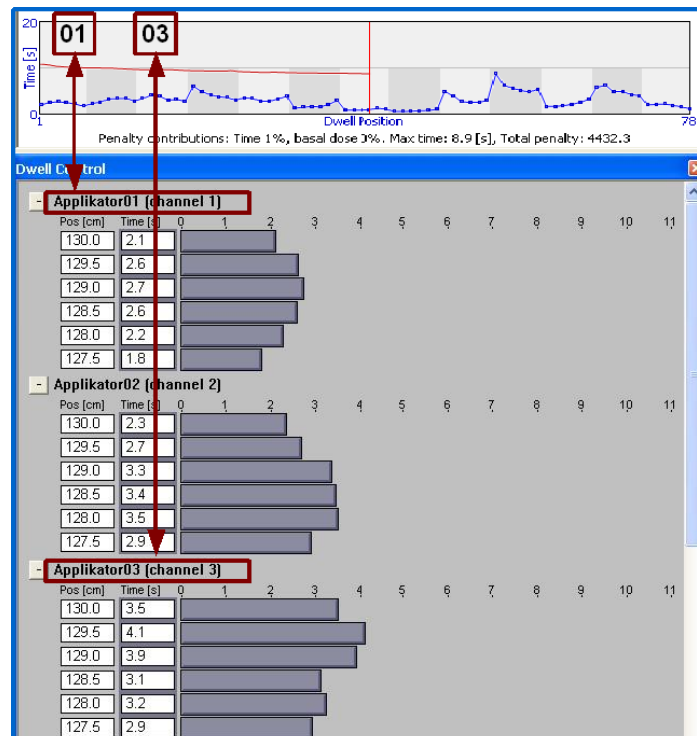 20
01 03
Time [s]
0
1 Dwell Position 78
Penalty contributions: Time 1%, basal dose 0%. Max time: 8.9 [s], Total penalty: 4432.3
Dwell Control
Applikator01 (channel 1)
Pos [cm] Time [s] 0 1 2 3 4 5 6 7 8 9 10 11
130.0 2.1
129.5 2.6
129.0 2.7
128.5 2.6
128.0 2.2
127.5 1.8
Applikator02 (channel 2)
Pos [cm] Time [s] 0 1 2 3 4 5 6 7 8 9 10 11
130.0 2.3
129.5 2.7
129.0 3.3
128.5 3.4
128.0 3.5
127.5 2.9
Applikator03 (channel 3)
Pos [cm] Time [s] 0 1 2 3 4 5 6 7 8 9 10 11
130.0 3.5
129.5 4.1
129.0 3.9
128.5 3.1
128.0 3.2
127.5 2.9